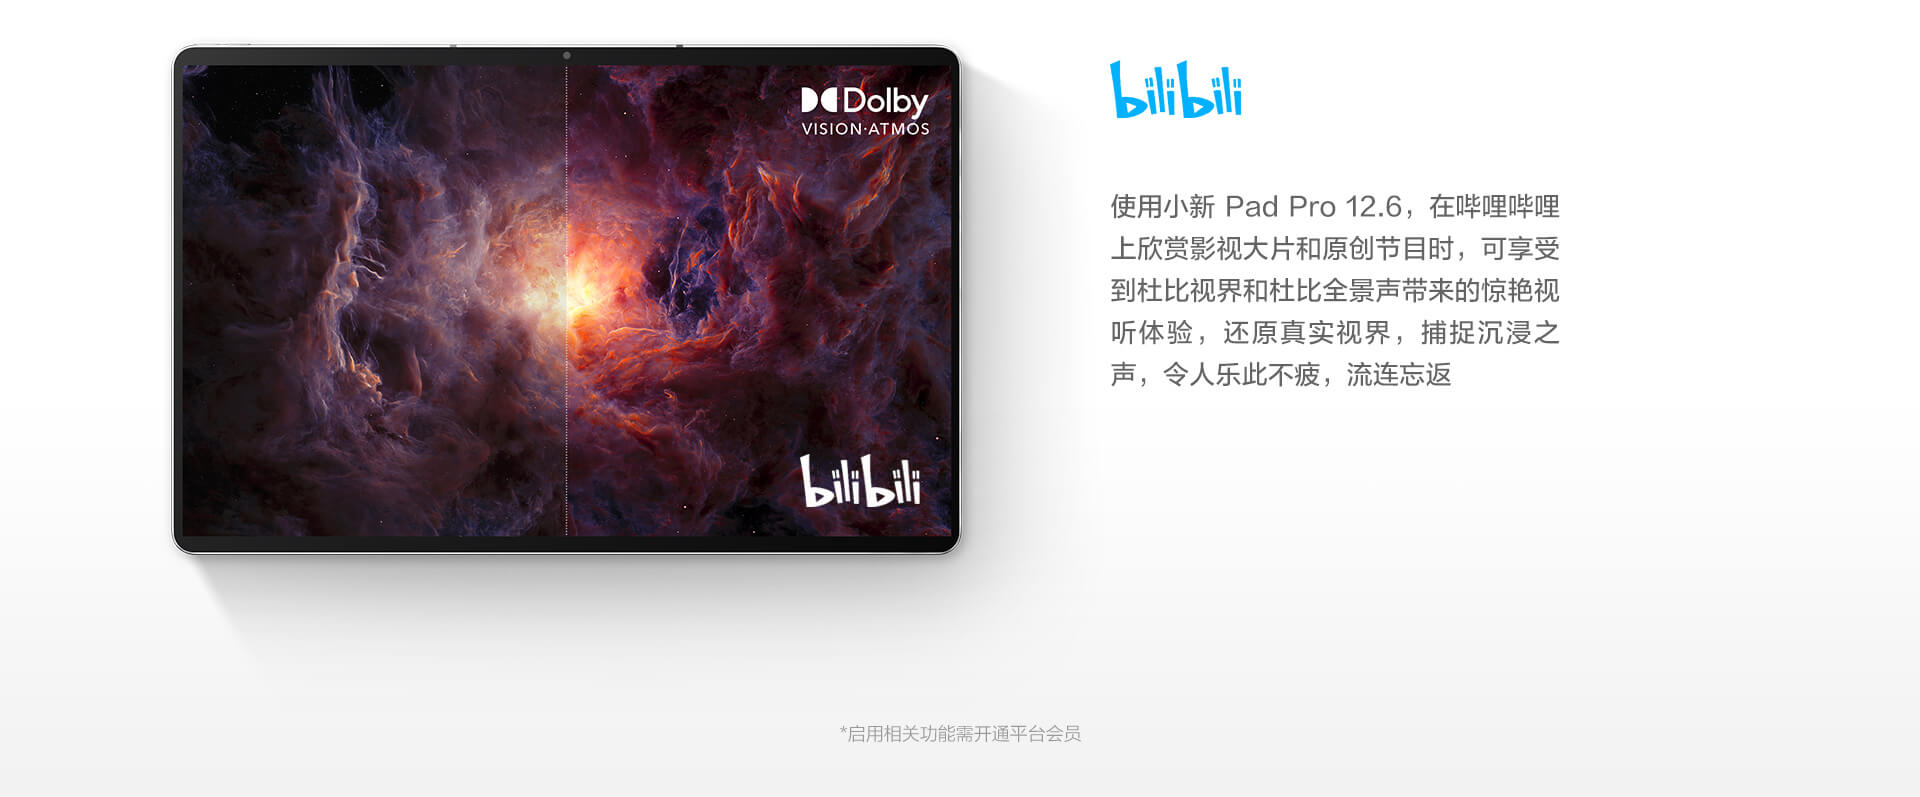 Dolby
VISION·ATMOS
bilibili
bilibili
使用小新 Pad Pro 12.6，在哔哩哔哩
上欣赏影视大片和原创节目时，可享受
到杜比视界和杜比全景声带来的惊艳视
听体验，还原真实视界，捕捉沉浸之
声，令人乐此不疲，流连忘返
*启用相关功能需开通平台会员